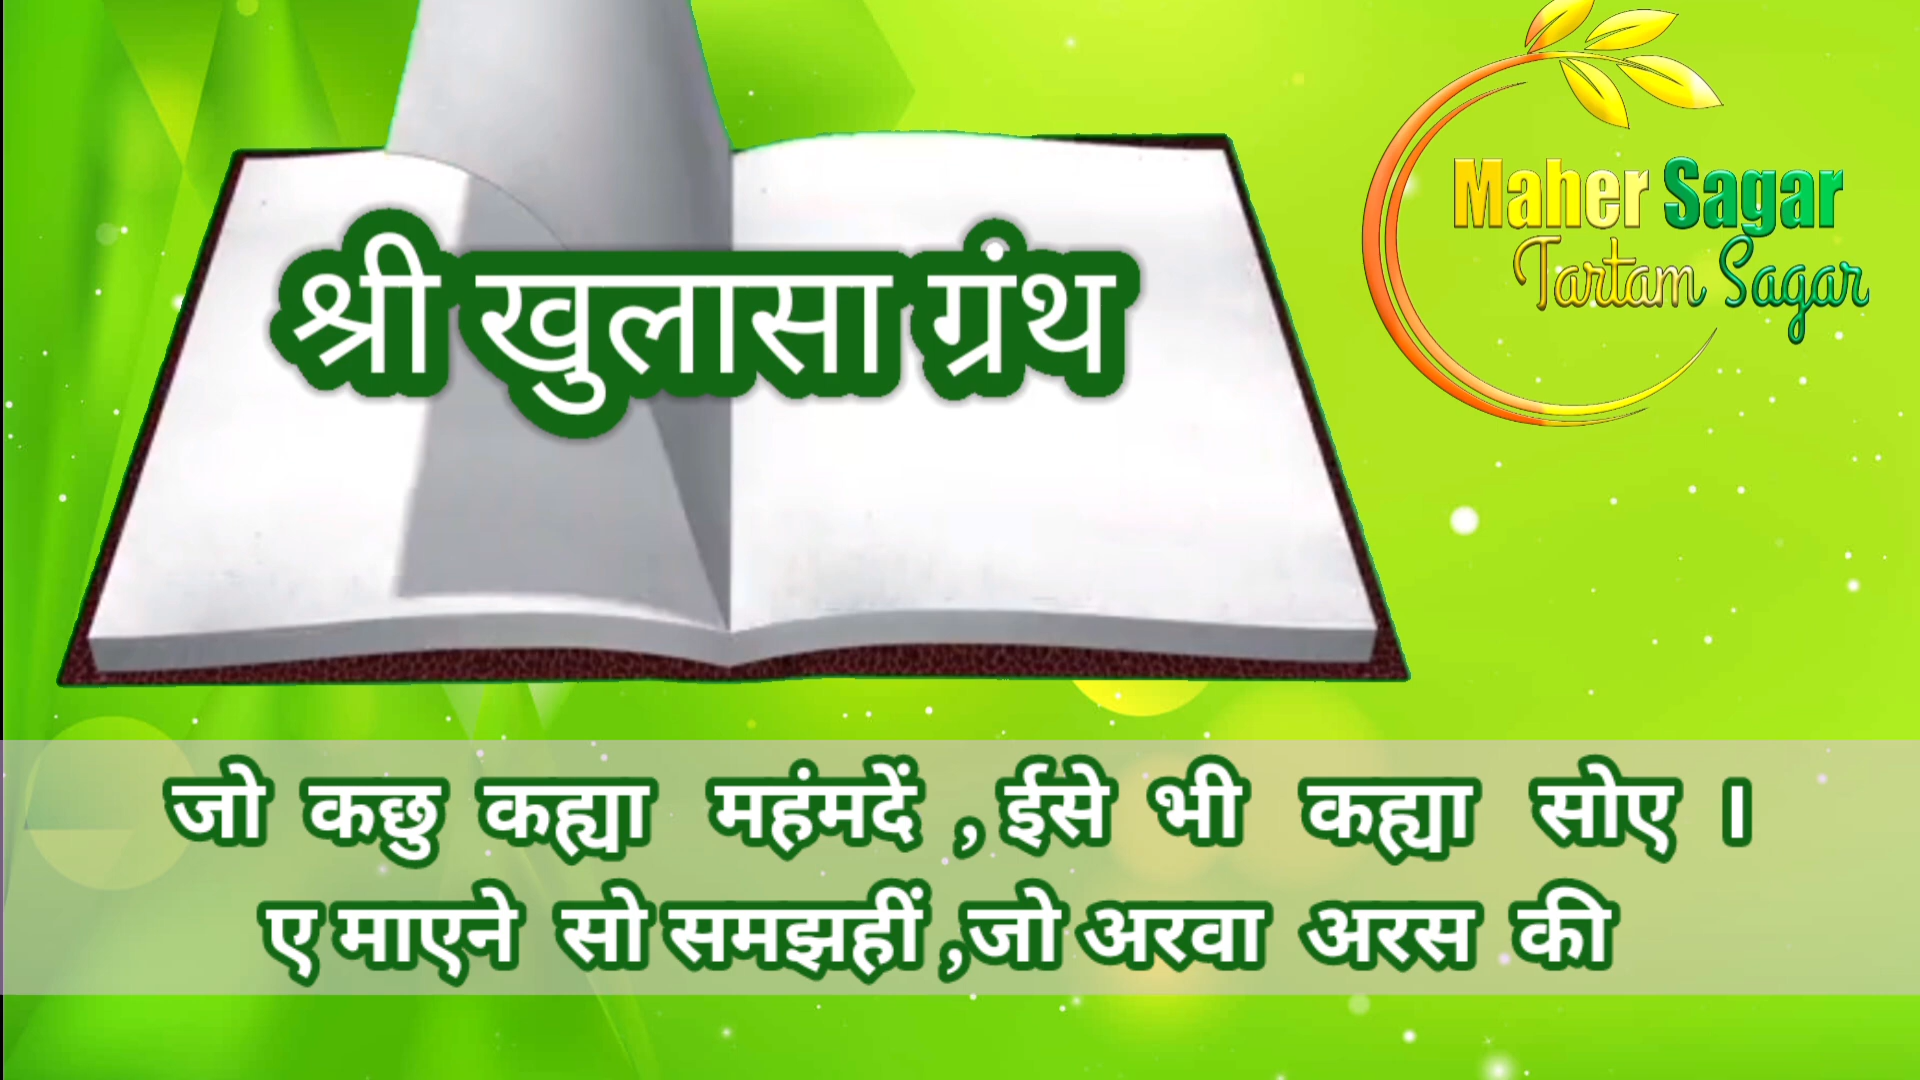 श्री खुलासा ग्रंथ
Maher Sagar
Tartam Sagar
जो कछु कह्या महंमदें , ईसे भी कह्या सोए ।
ए माएने सो समझहीं ,जो अरवा अरस की